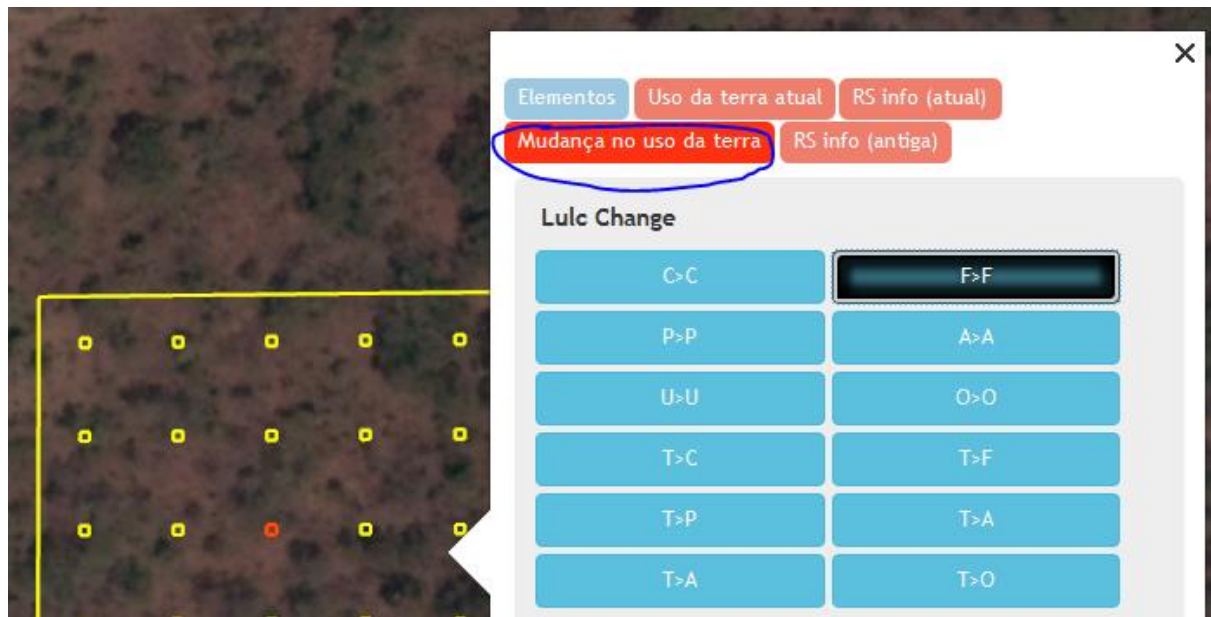 ×
Elementos Uso da terra atual RS info (atual)
Mudança no uso da terra RS info (antiga)
Lulc Change
C>C F>F
P>P A>A
U>U O>O
T>C T>F
T>P T>A
T>A T>O